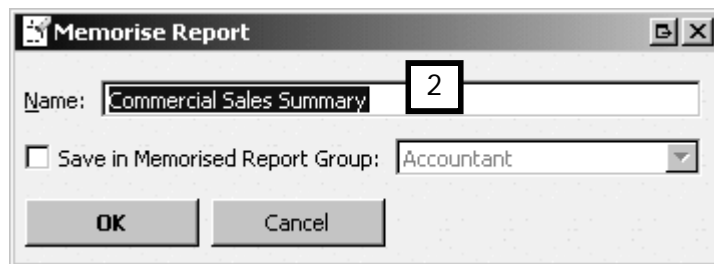 Memorise Report
Name: Commercial Sales Summary
2
Save in Memorised Report Group: Accountant
OK Cancel